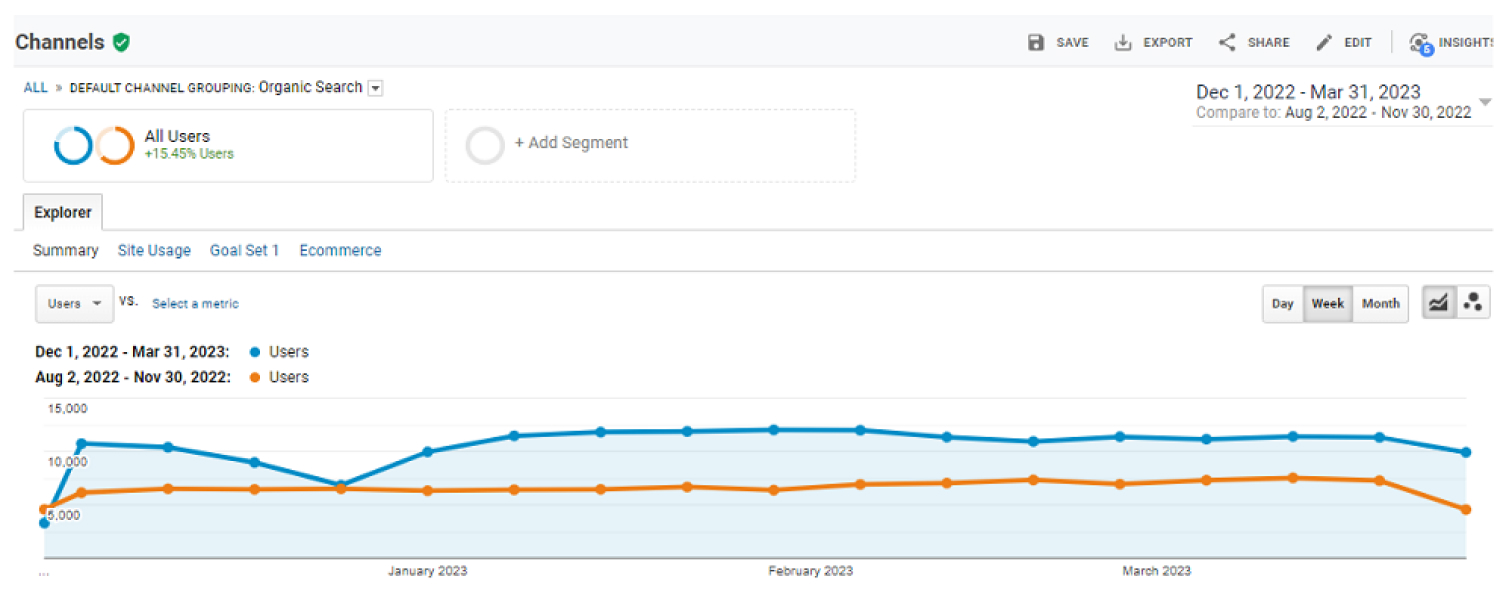 Channels
SAVE
EXPORT
SHARE
EDIT
5
INSIGHTS
ALL » DEFAULT CHANNEL GROUPING: Organic Search
Dec 1, 2022 - Mar 31, 2023
Compare to: Aug 2, 2022 - Nov 30, 2022
All Users
+15.45% Users
+ Add Segment
Explorer
Summary
Site Usage
Goal Set 1
Ecommerce
Users
VS.
Select a metric
Day
Week
Month
Dec 1, 2022 - Mar 31, 2023:
Users
Aug 2, 2022 - Nov 30, 2022:
Users
15,000
10,000
5,000
...
January 2023
February 2023
March 2023